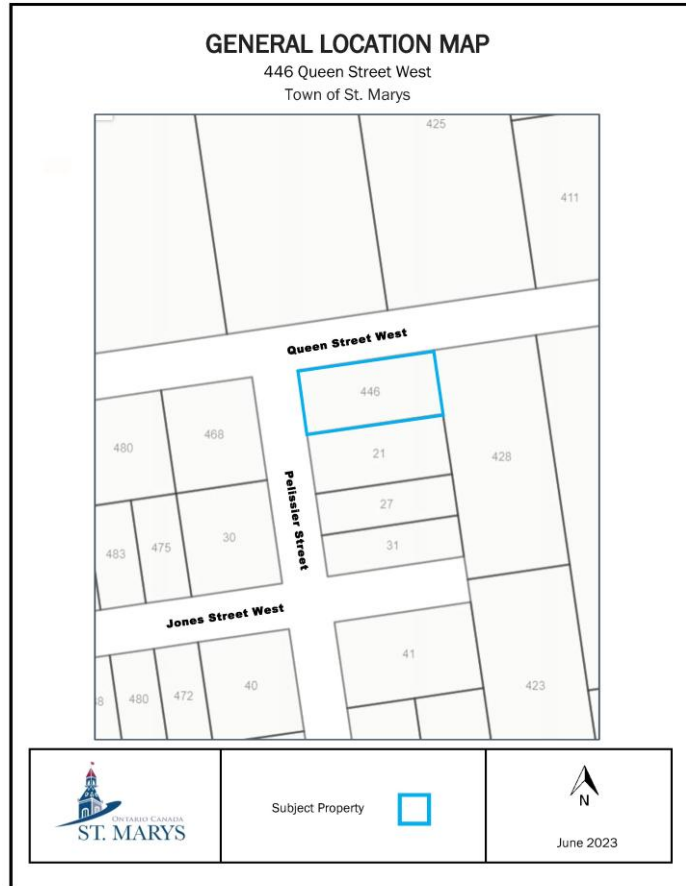 GENERAL LOCATION MAP
446 Queen Street West
Town of St. Marys
425
411
Queen Street West
446
468
480
21
428
Pelissier Street
27
30
475
483
31
Jones Street West
41
40
472
480
423
ONTARIO CANADA
ST. MARYS
Subject Property
N
June 2023